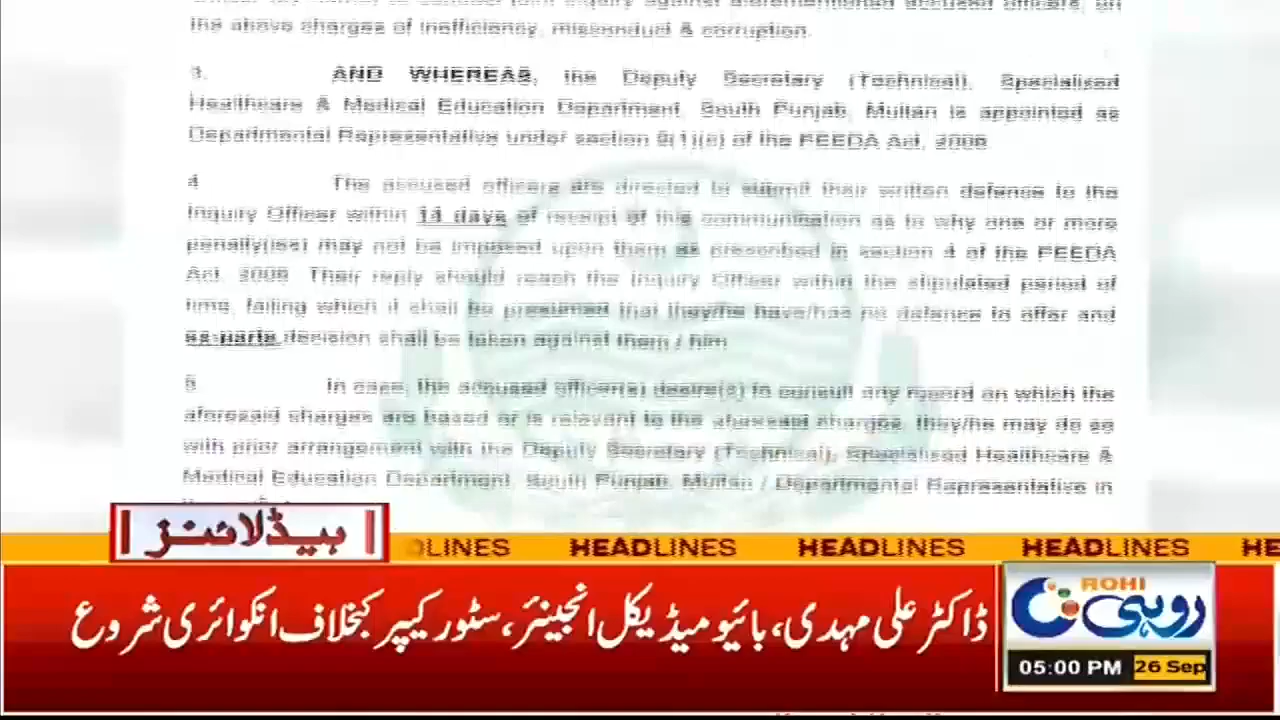 the above charges of inefficiency, misconduct & corruption.
3. AND WHEREAS, the Deputy Secretary (Technical), Specialised
Healthcare & Medical Education Department, South Punjab, Multan is appointed as
Departmental Representative under section 9(1)(c) of the PEEDA Act, 2006
4 The accused officers are directed to submit their written defence to the
Inquiry Officer within 14 days of receipt of this communication as to why one or more
penalty(ies) may not be imposed upon them as prescribed in section 4 of the PEEDA
Act, 2006 Their reply should reach the Inquiry Officer within the stipulated period of
time, failing which it shall be presumed that they/he have/has no defence to offer and
ex-parte decision shall be taken against them / him
5 In case, the accused officer(s) desire(s) to consult any record on which the
aforesaid charges are based or is relevant to the aforesaid charges, they/he may do so
with prior arrangement with the Deputy Secretary (Technical), Specialised Healthcare &
Medical Education Department, South Punjab, Multan / Departmental Representative in
ہیڈلائنز
LINES HEADLINES HEADLINES HEADLINES HE
ڈاکٹر علی مہدی، بائیو میڈیکل انجینئر، سٹور کیپر کیخلاف انکوائری شروع
ROHI
روہی
05:00 PM 26 Sep